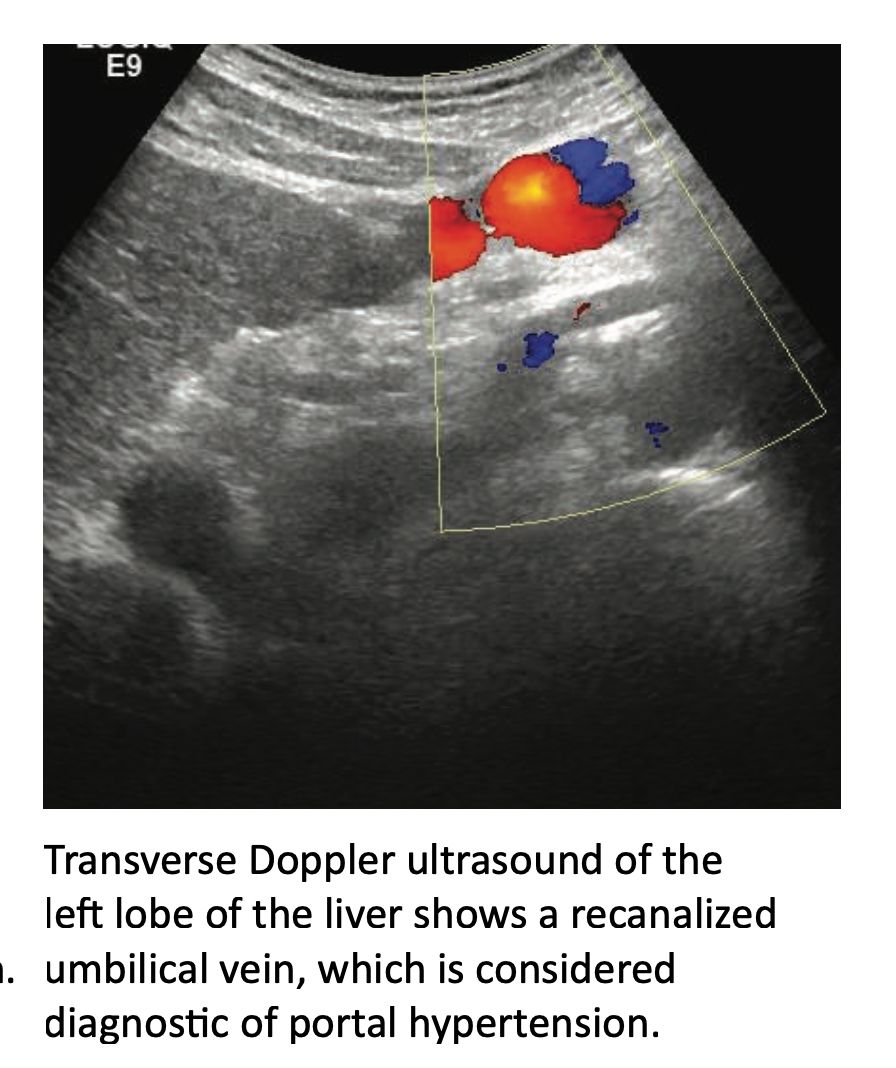 E9
Transverse Doppler ultrasound of the
left lobe of the liver shows a recanalized
umbilical vein, which is considered
diagnostic of portal hypertension.